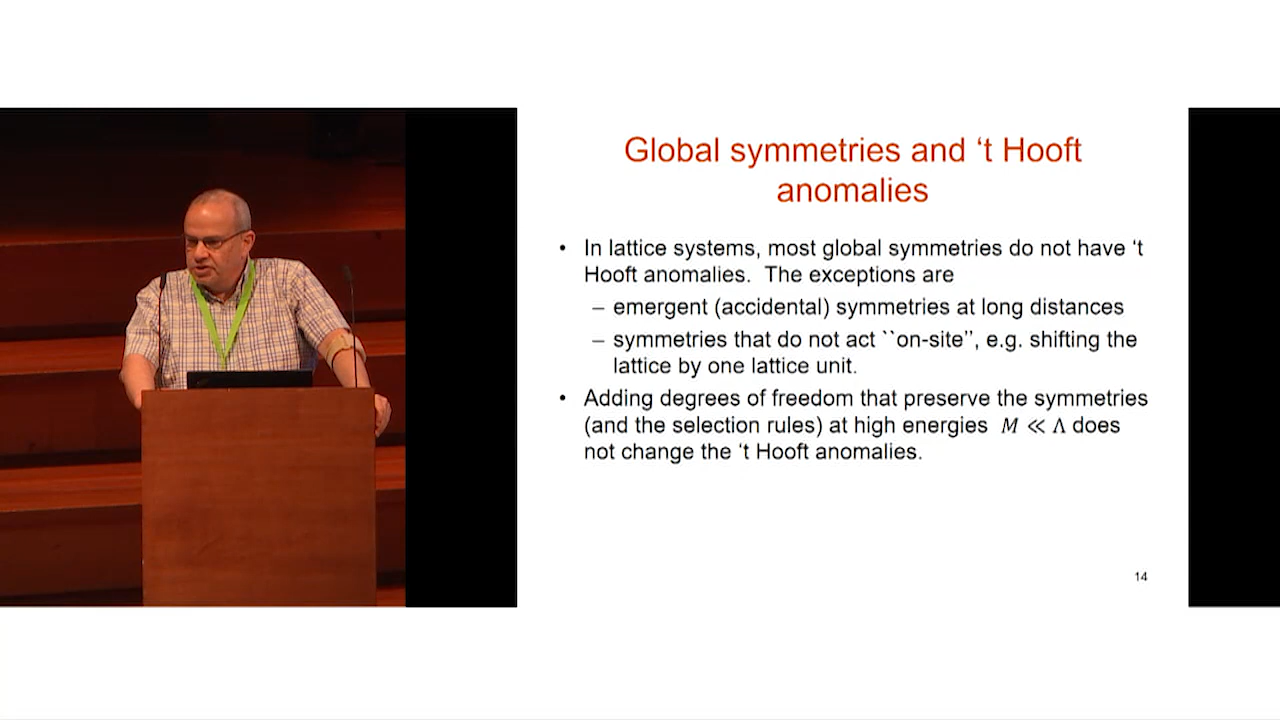 Global symmetries and ‘t Hooft
anomalies
• In lattice systems, most global symmetries do not have ‘t
Hooft anomalies. The exceptions are
– emergent (accidental) symmetries at long distances
– symmetries that do not act ``on-site”, e.g. shifting the
lattice by one lattice unit.
• Adding degrees of freedom that preserve the symmetries
(and the selection rules) at high energies M ≪ Λ does
not change the ‘t Hooft anomalies.
14